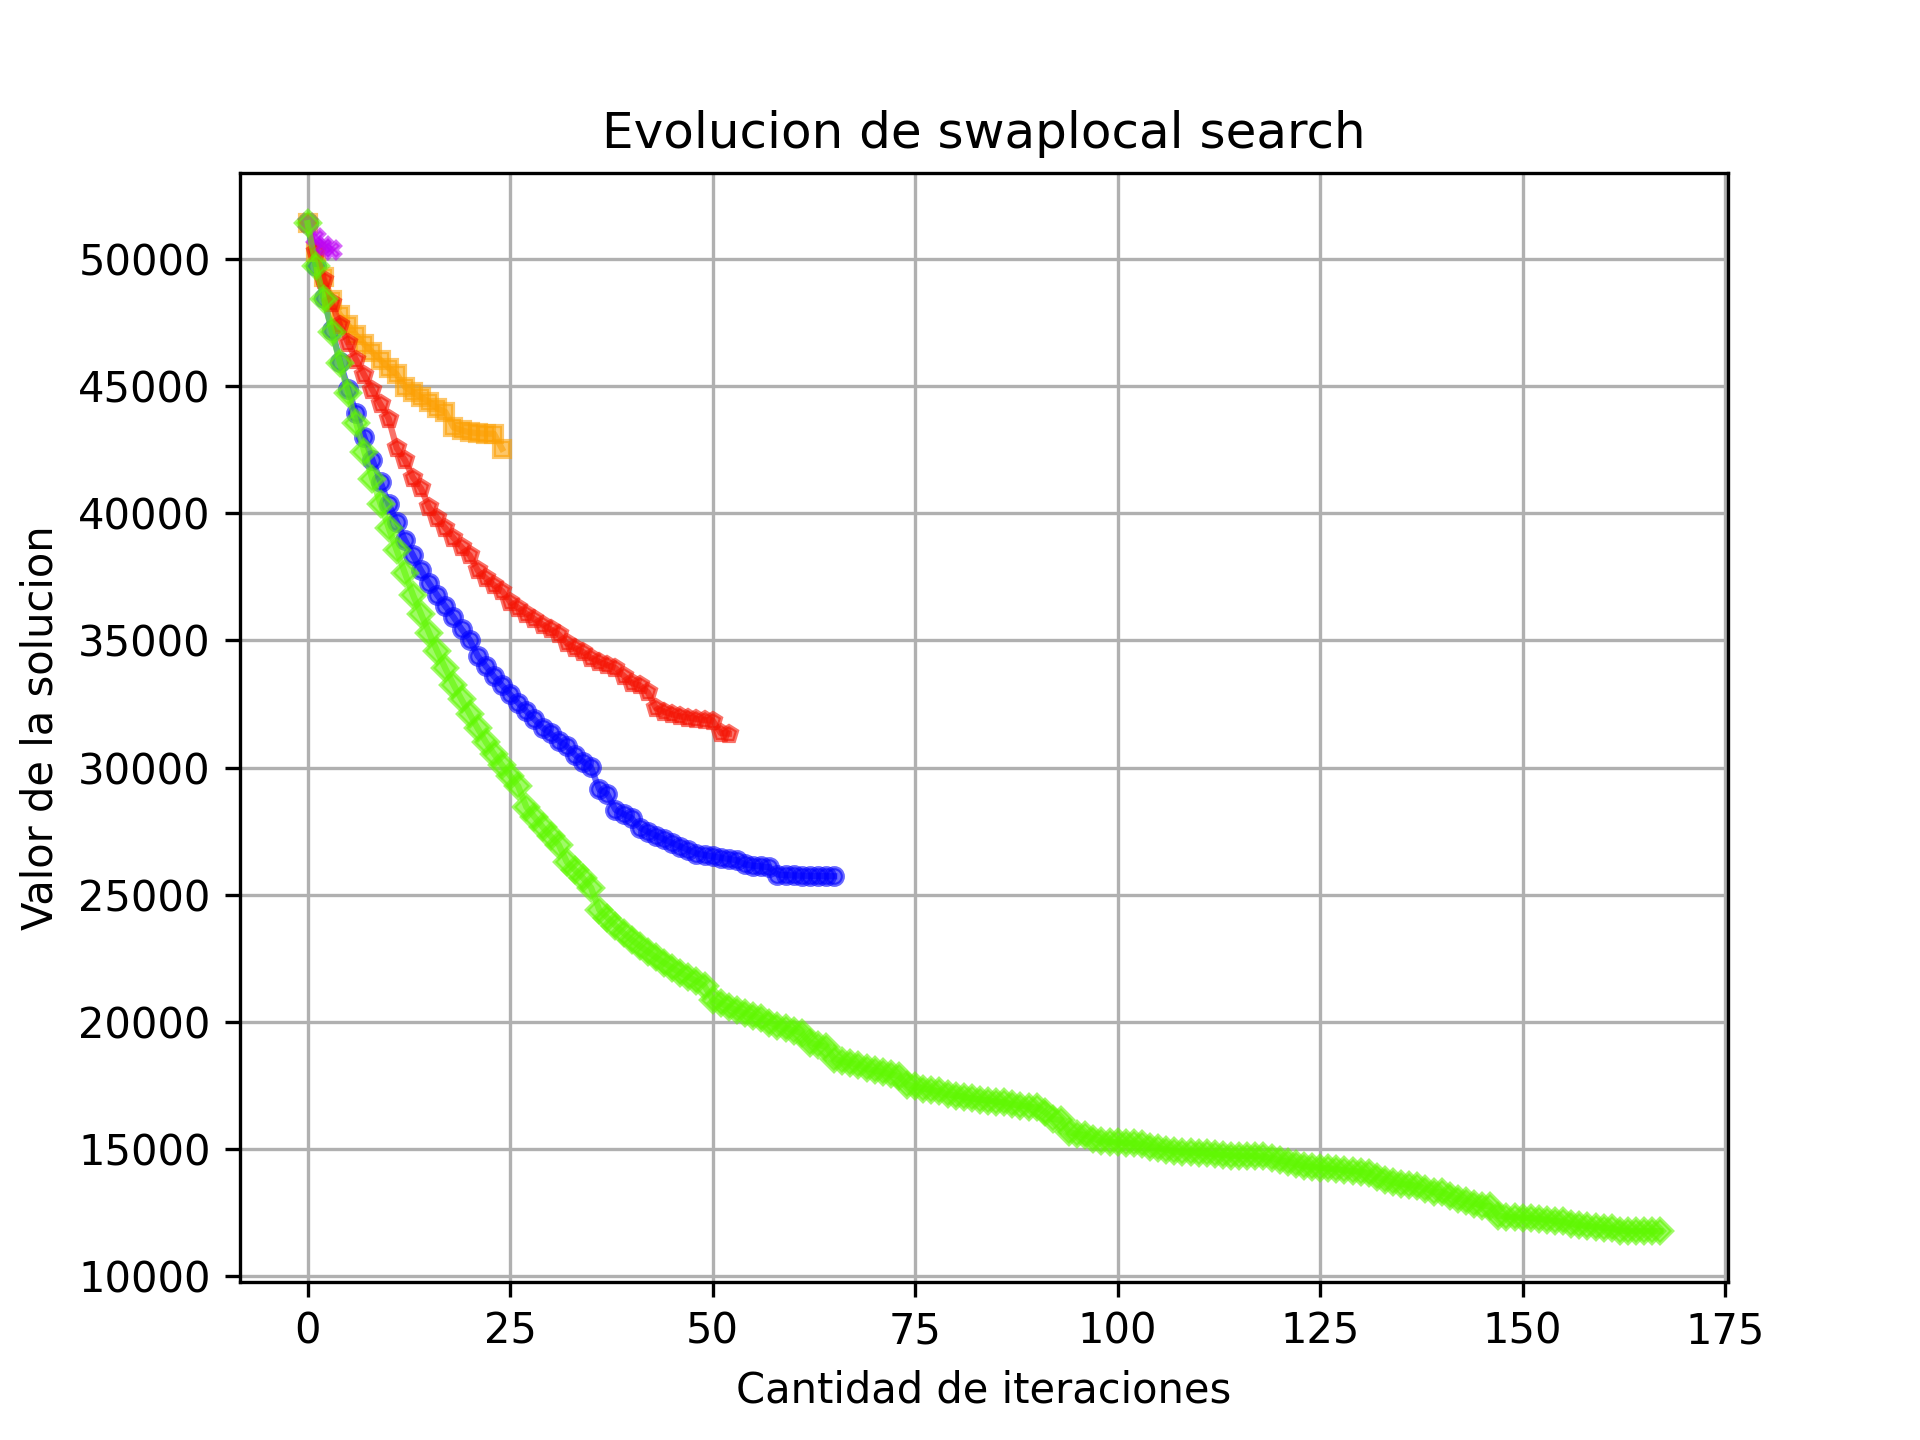 Evolucion de swaplocal search
Valor de la solucion
50000
45000
40000
35000
30000
25000
20000
15000
10000
0 25 50 75 100 125 150 175
Cantidad de iteraciones